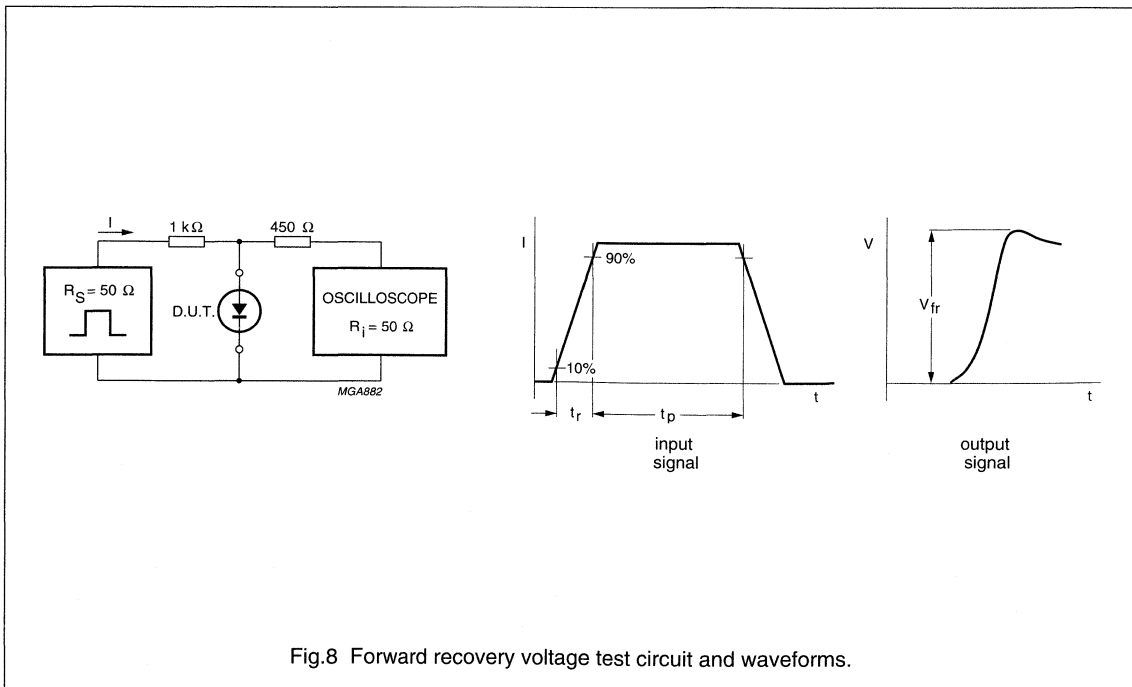 I
1 kΩ
450 Ω
R_S = 50 Ω
D.U.T.
OSCILLOSCOPE
R_i = 50 Ω
MGA882
I
90%
10%
t
t_r
t_p
input
signal
V
V_fr
t
output
signal
Fig.8 Forward recovery voltage test circuit and waveforms.